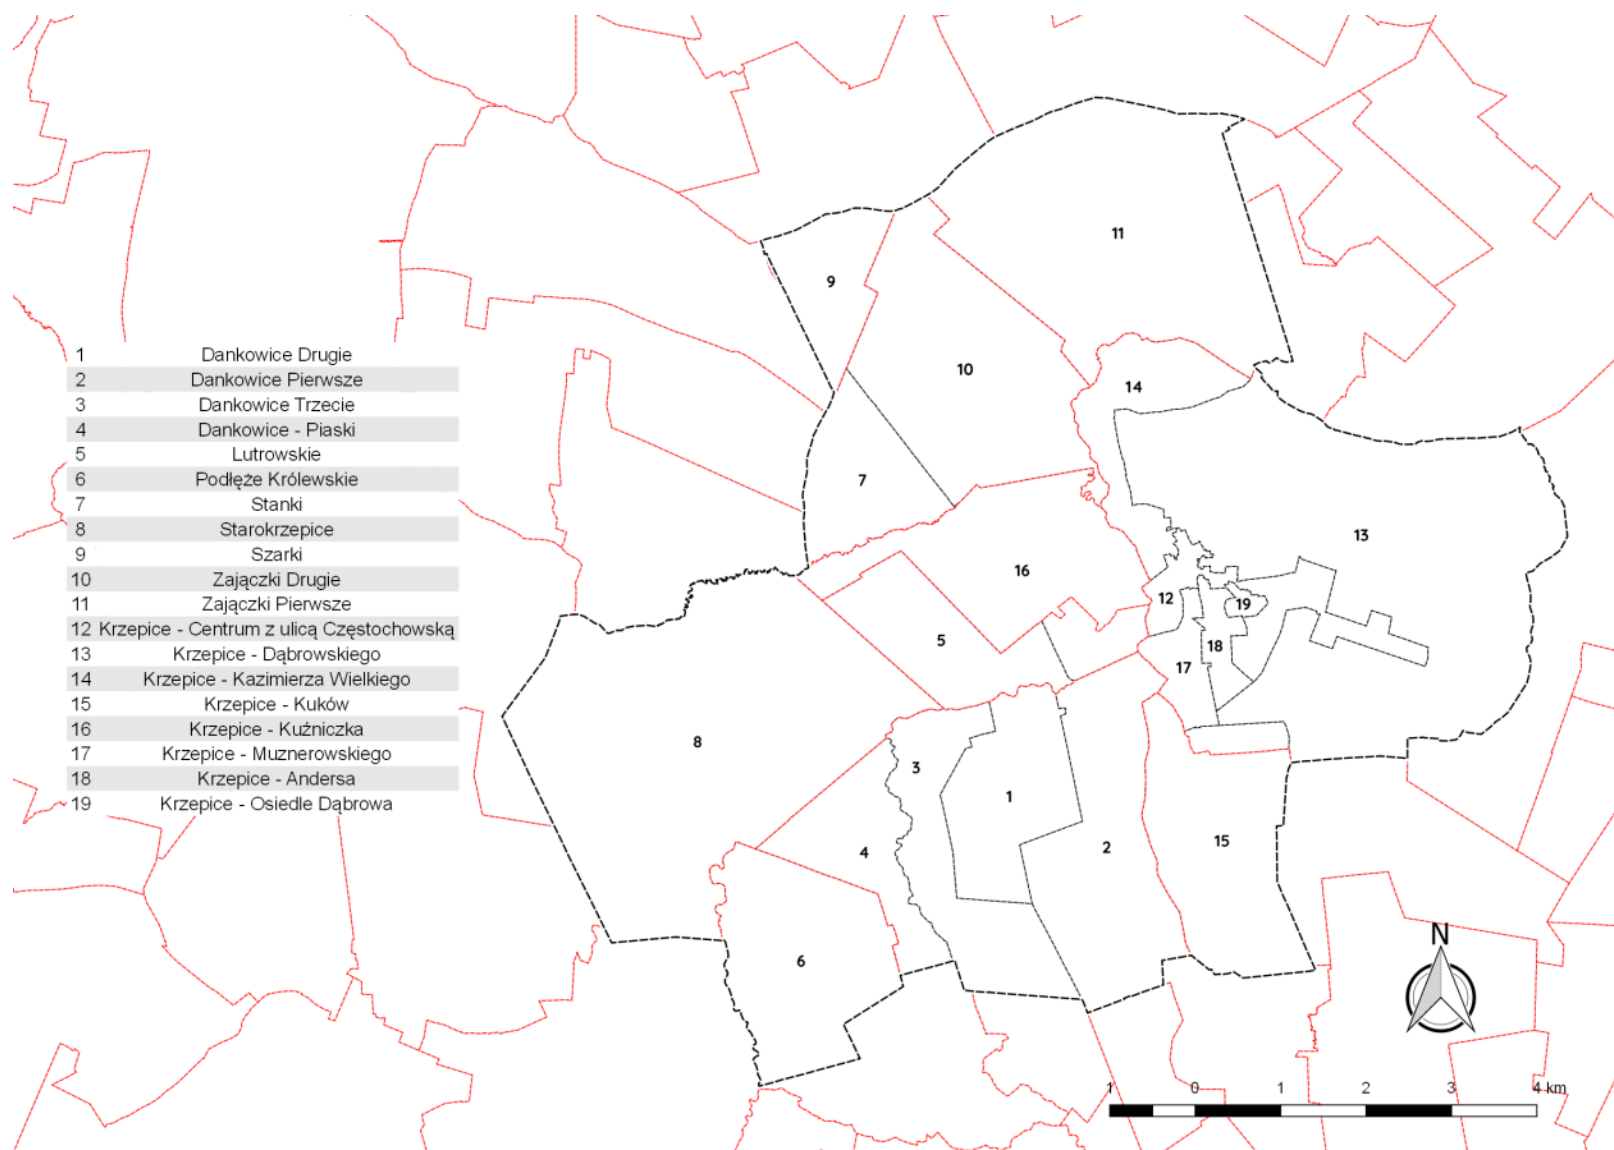 11
9
10
14
1 Dankowice Drugie
2 Dankowice Pierwsze
3 Dankowice Trzecie
4 Dankowice - Piaski
5 Lutrowskie
6 Podłęże Królewskie
7 Stanki
8 Starokrzepice
9 Szarki
10 Zajączki Drugie
11 Zajączki Pierwsze
12 Krzepice - Centrum z ulicą Częstochowską
13 Krzepice - Dąbrowskiego
14 Krzepice - Kazimierza Wielkiego
15 Krzepice - Kuków
16 Krzepice - Kuźniczka
17 Krzepice - Muznerowskiego
18 Krzepice - Andersa
19 Krzepice - Osiedle Dąbrowa
7
13
16
12
19
5
18
17
8
3
1
4
2
15
6
N
1 0 1 2 3 4 km